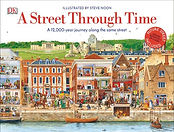 ILLUSTRATED BY STEVE NOON
DK
A Street Through Time
A 12,000-year journey along the same street